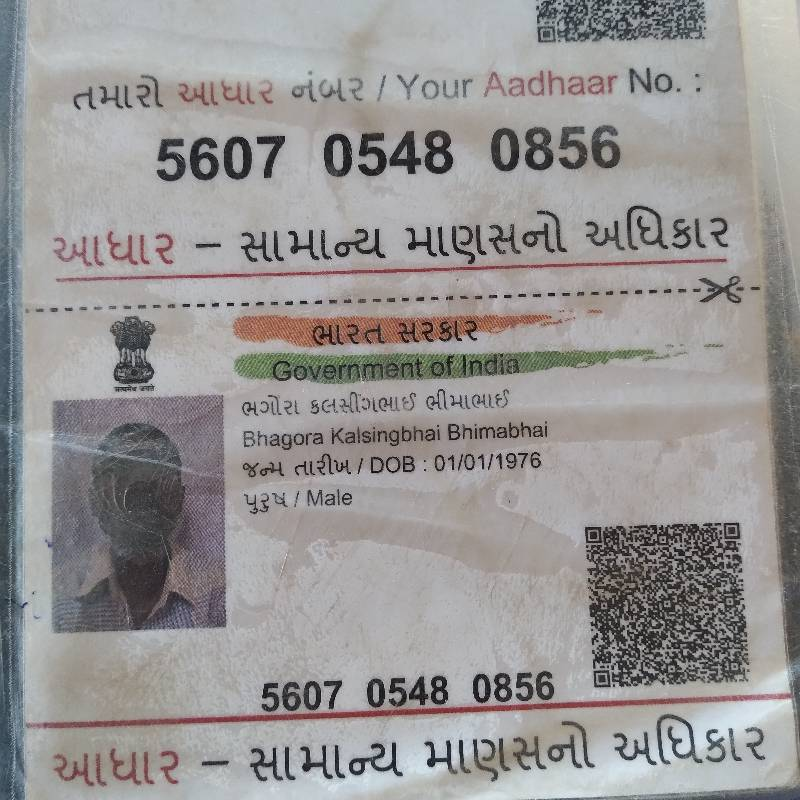 તમારો આધાર નંબર / Your Aadhaar No. :
5607 0548 0856
આધાર – સામાન્ય માણસનો અધિકાર
ભારત સરકાર
Government of India
सत्यमेव जयते
ભગોરા કલસીંગભાઈ ભીમાભાઈ
Bhagora Kalsingbhai Bhimabhai
જન્મ તારીખ / DOB : 01/01/1976
પુરુષ / Male
5607 0548 0856
આધાર – સામાન્ય માણસનો અધિકાર